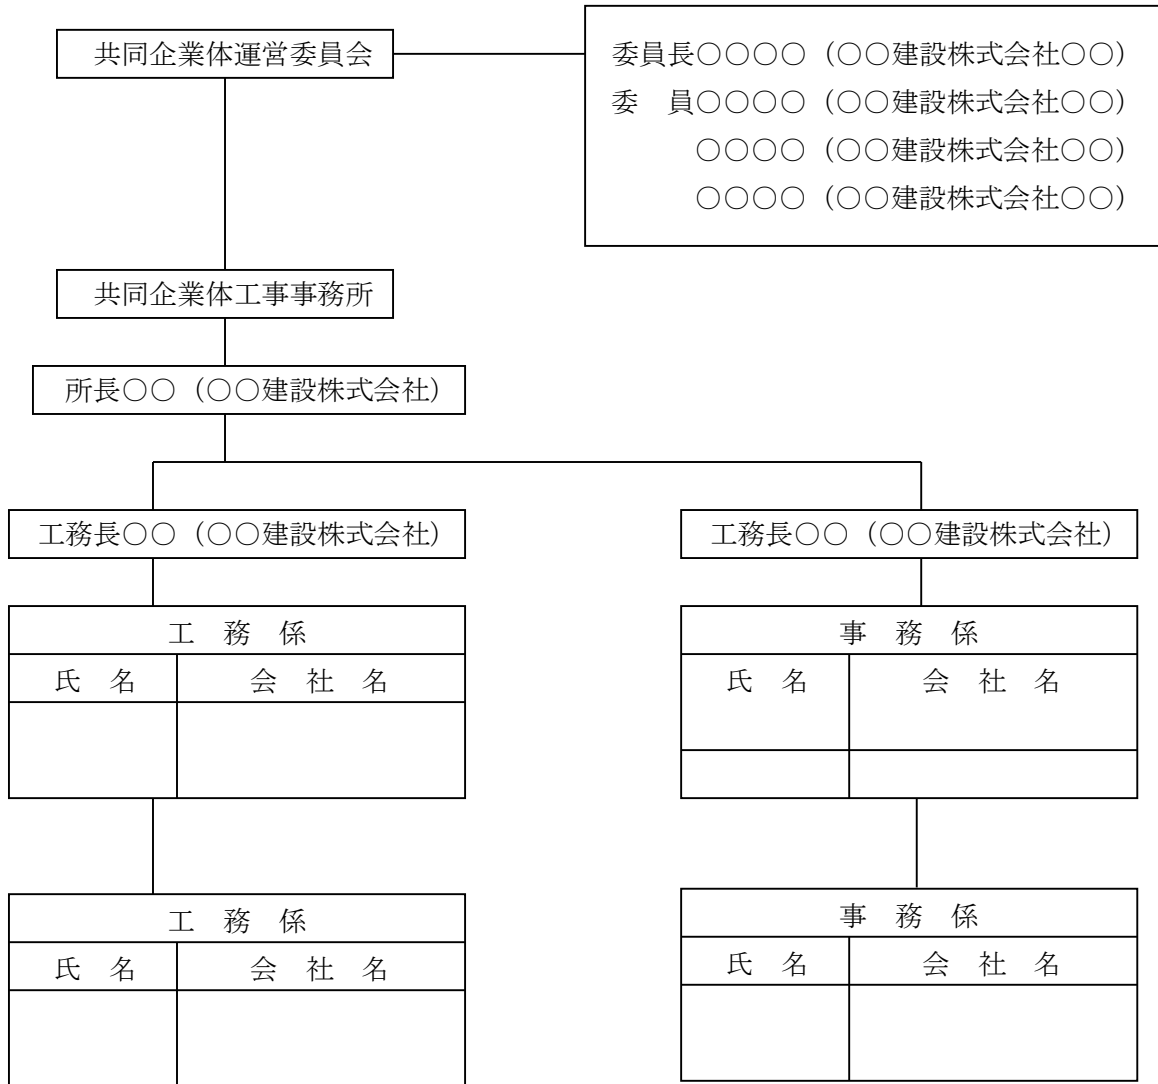 共同企業体運営委員会
委員長○○○○（○○建設株式会社○○）
委　員○○○○（○○建設株式会社○○）
○○○○（○○建設株式会社○○）
○○○○（○○建設株式会社○○）
共同企業体工事事務所
所長○○（○○建設株式会社）
工務長○○（○○建設株式会社）
工務長○○（○○建設株式会社）
工　務　係
氏　名
会　社　名
事　務　係
氏　名
会　社　名
工　務　係
氏　名
会　社　名
事　務　係
氏　名
会　社　名